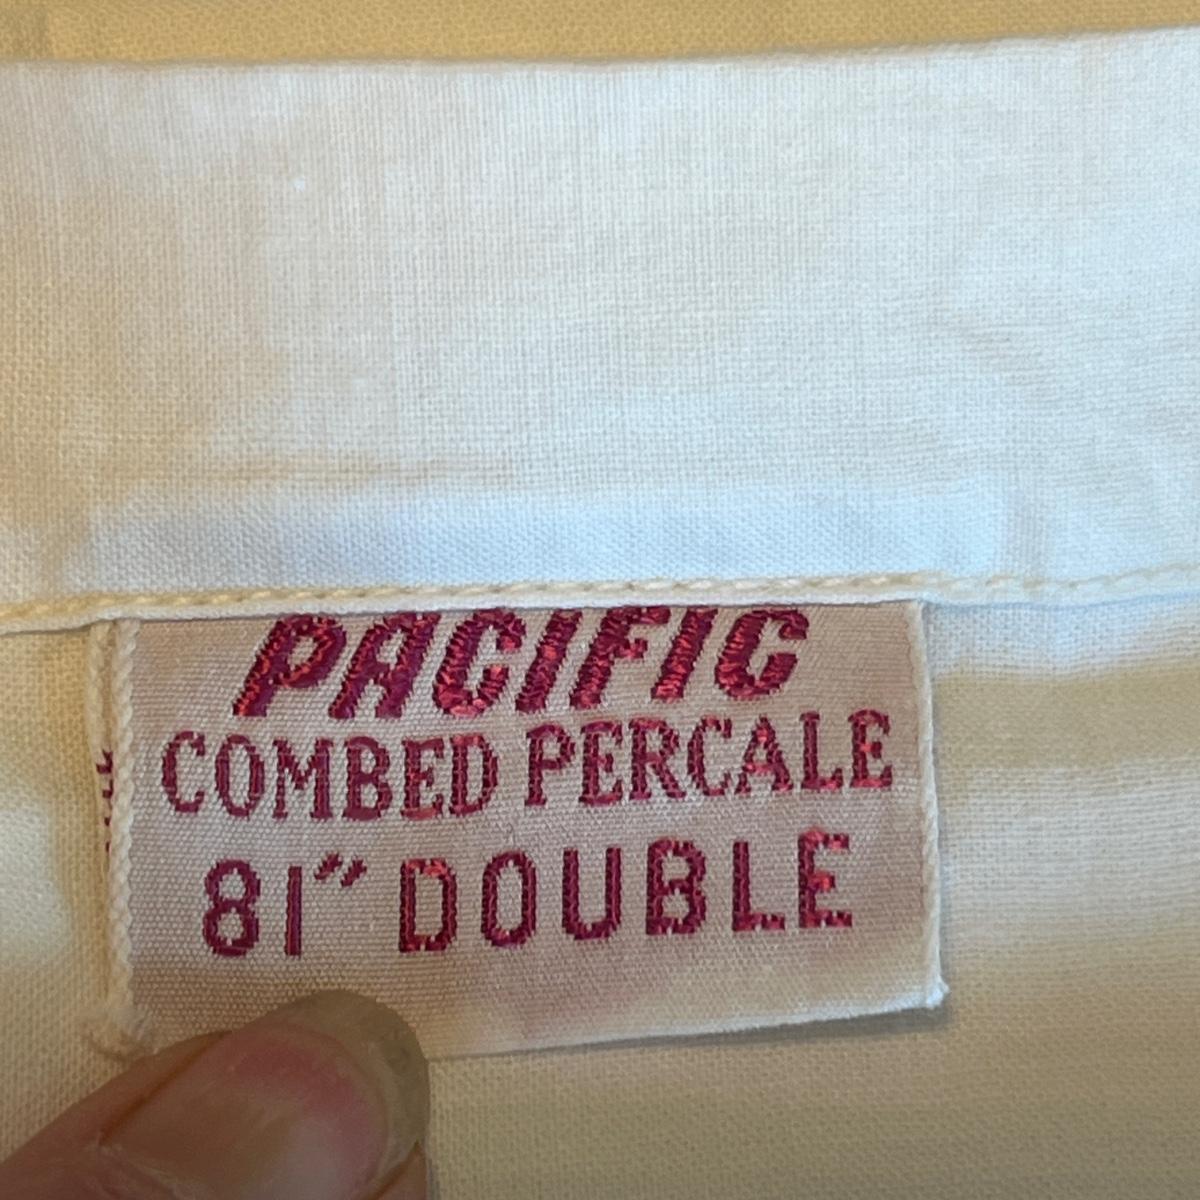 PACIFIC
COMBED PERCALE
81" DOUBLE